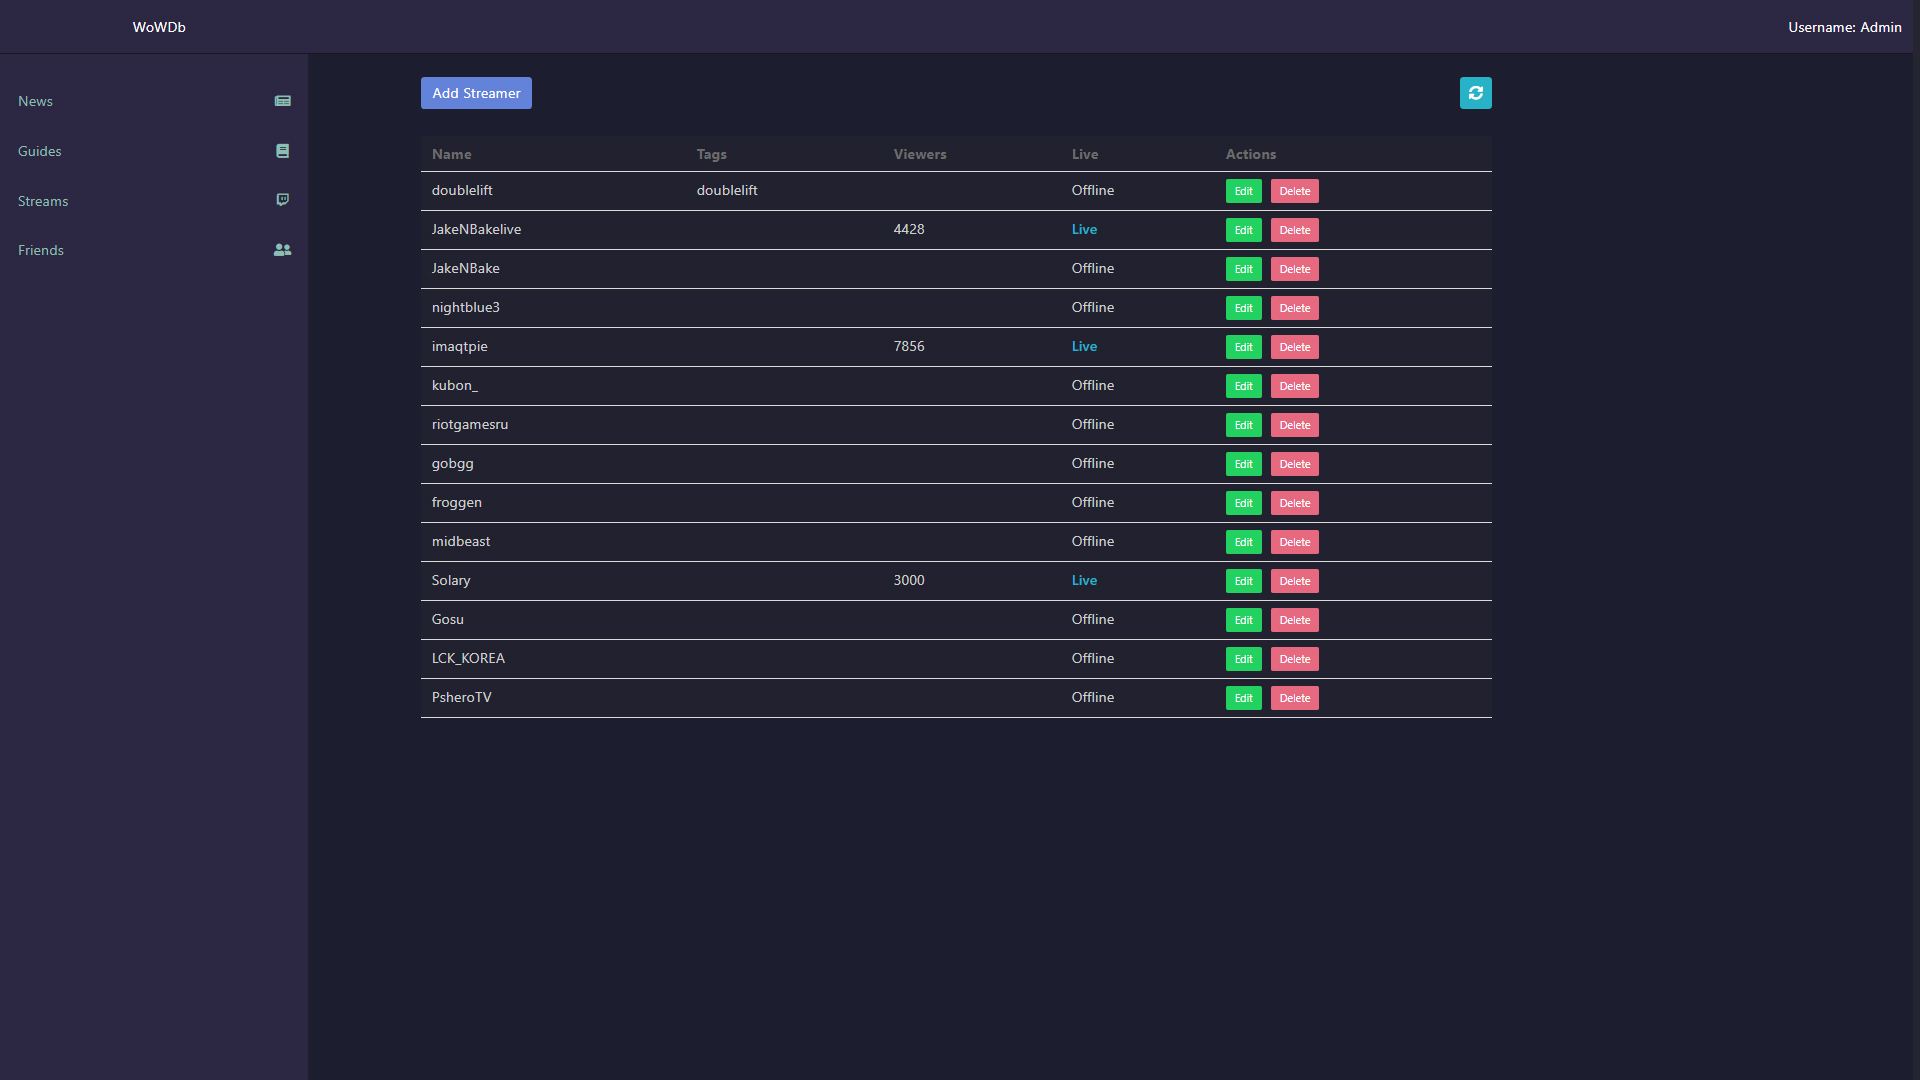 WoWDb
Username: Admin
News
Guides
Streams
Friends
Add Streamer
Name Tags Viewers Live Actions
doublelift doublelift Offline Edit Delete
JakeNBakelive 4428 Live Edit Delete
JakeNBake Offline Edit Delete
nightblue3 Offline Edit Delete
imaqtpie 7856 Live Edit Delete
kubon_ Offline Edit Delete
riotgamesru Offline Edit Delete
gobgg Offline Edit Delete
froggen Offline Edit Delete
midbeast Offline Edit Delete
Solary 3000 Live Edit Delete
Gosu Offline Edit Delete
LCK_KOREA Offline Edit Delete
PsheroTV Offline Edit Delete